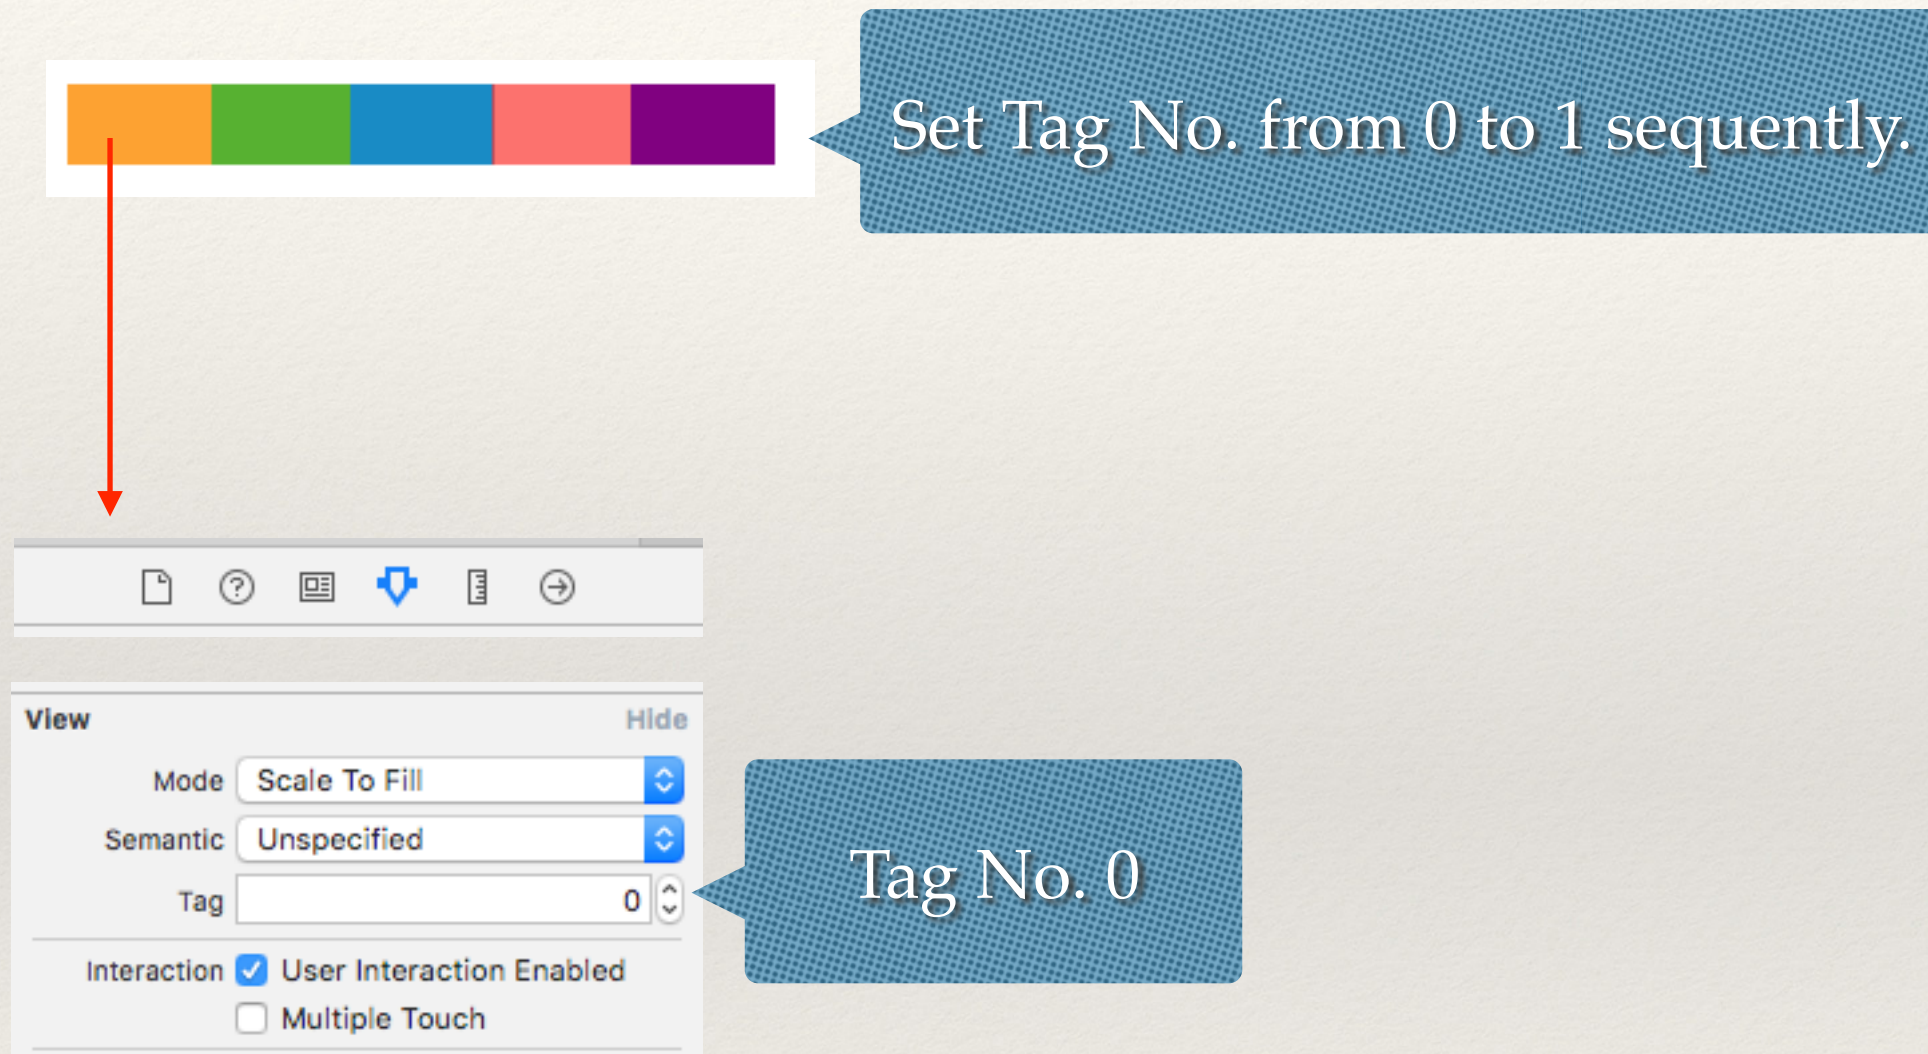 Set Tag No. from 0 to 1 sequently.
View Hide
Mode Scale To Fill
Semantic Unspecified
Tag 0
Tag No. 0
Interaction User Interaction Enabled
Multiple Touch